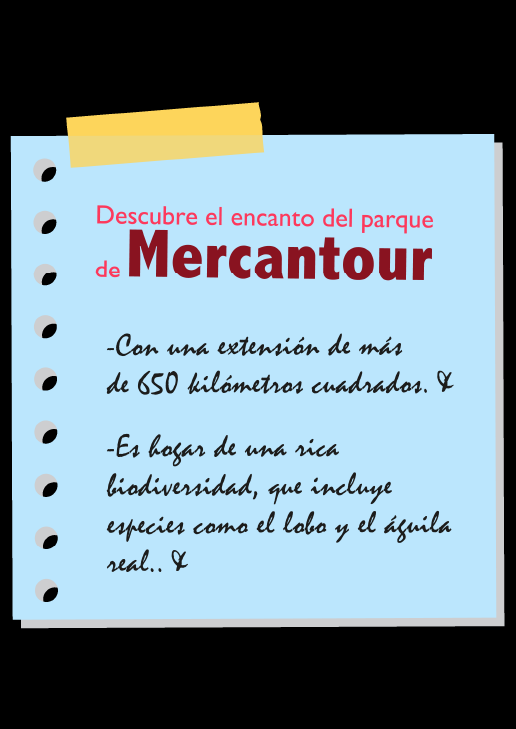 Descubre el encanto del parque
de Mercantour
-Con una extensión de más
de 650 kilómetros cuadrados. &
-Es hogar de una rica
biodiversidad, que incluye
especies como el lobo y el águila
real.. &